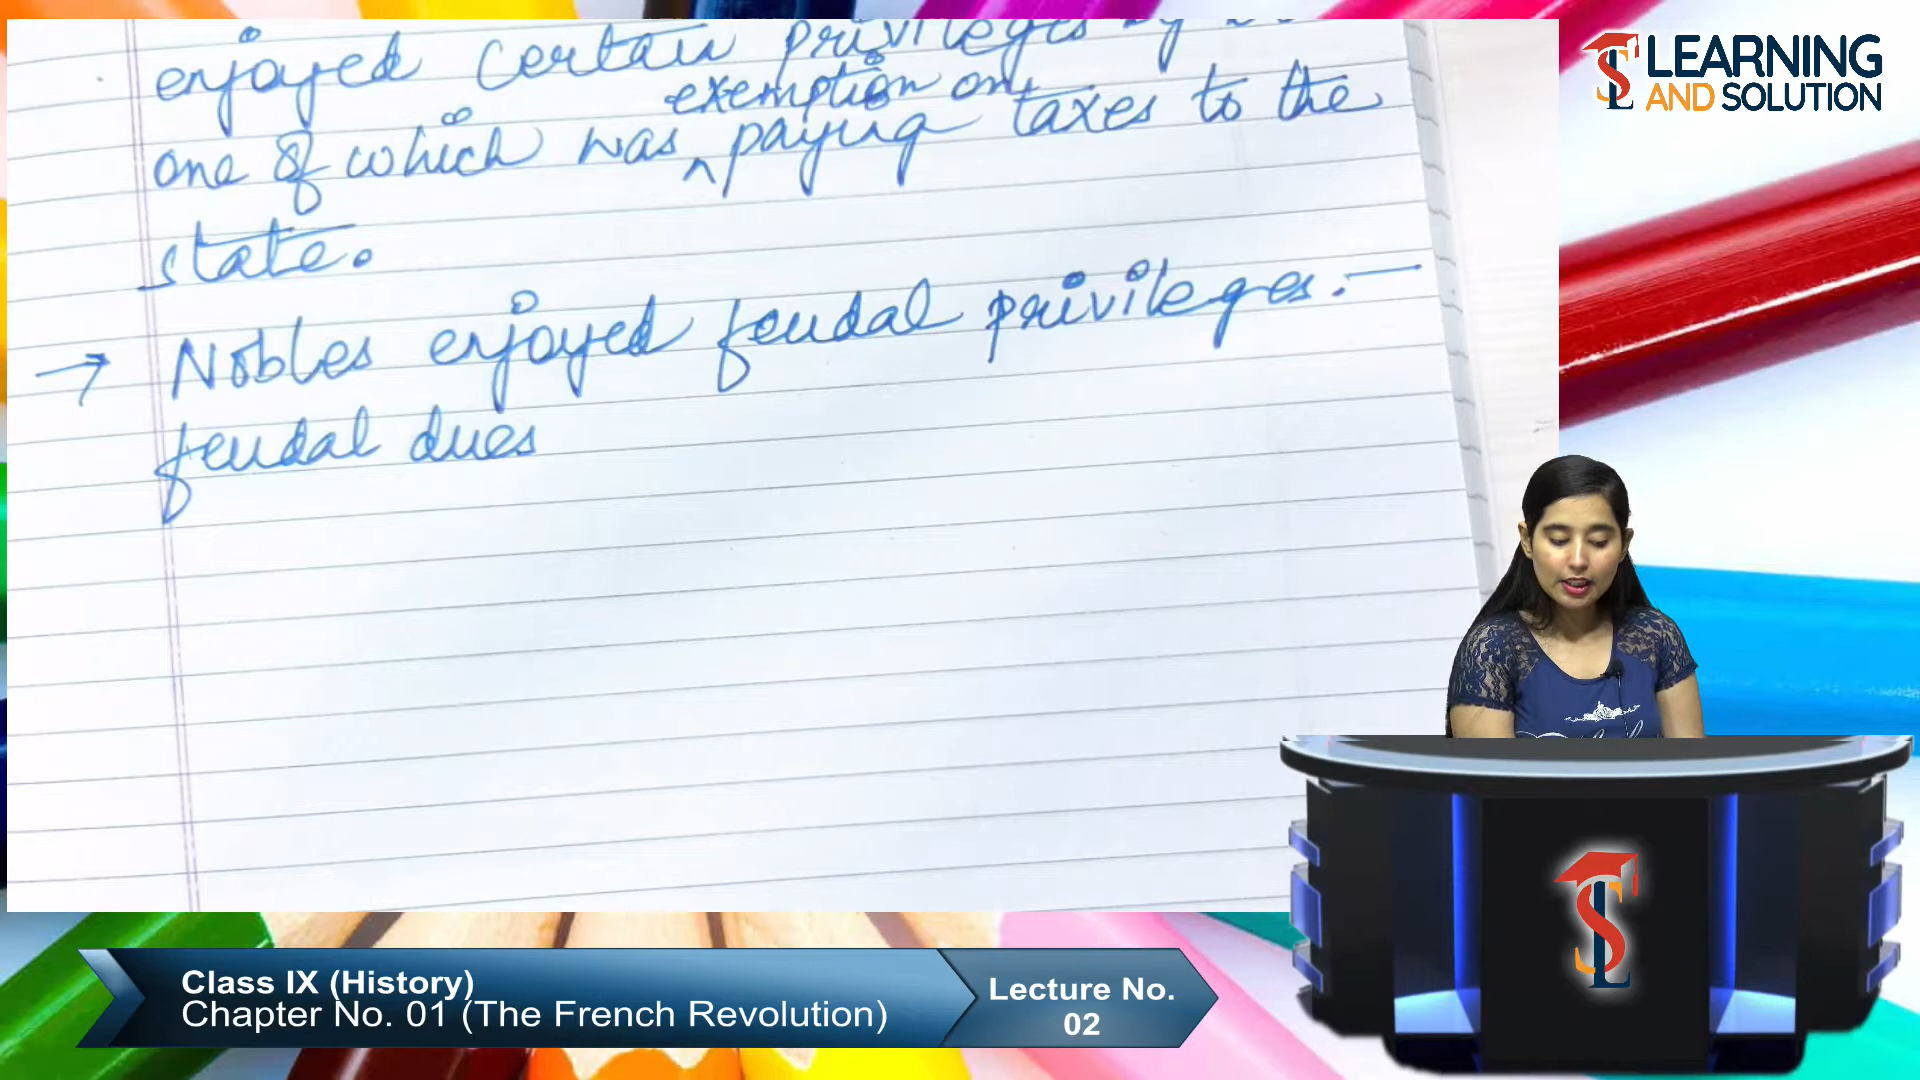 enjoyed certain privileges by
exemption on
one of which was ^ paying taxes to the
state.
→ Nobles enjoyed feudal privileges. —
feudal dues
LEARNING
AND SOLUTION
Class IX (History)
Chapter No. 01 (The French Revolution)
Lecture No.
02